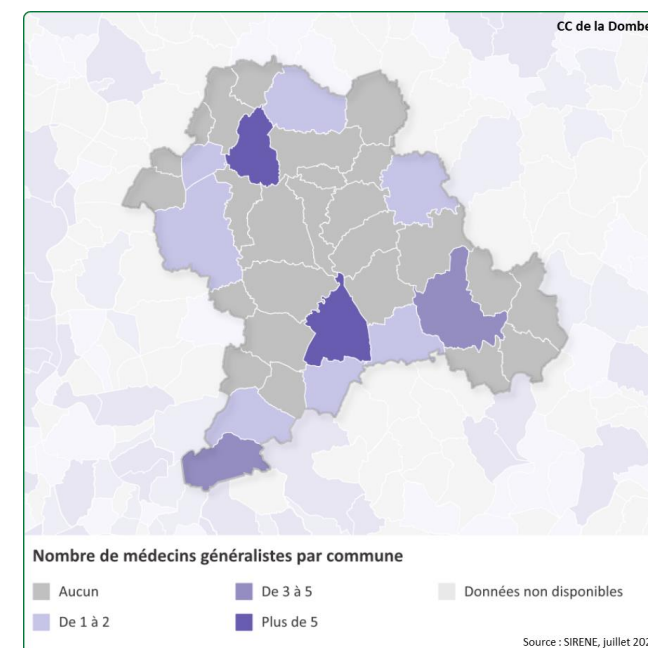 CC de la Dombe
Nombre de médecins généralistes par commune
Aucun
De 3 à 5
Données non disponibles
De 1 à 2
Plus de 5
Source : SIRENE, juillet 202